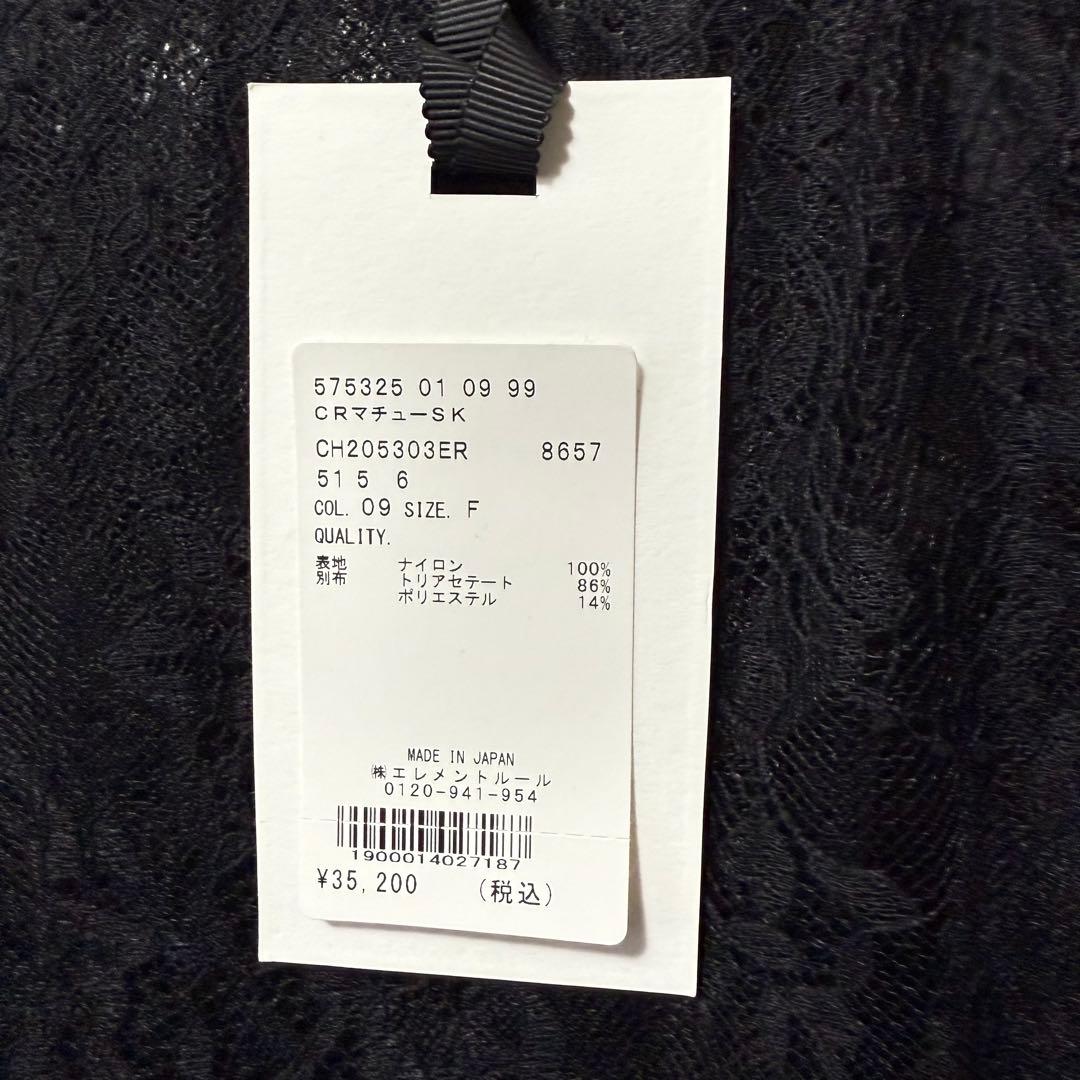 575325 01 09 99
CRマチューSK
CH205303ER 8657
51 5 6
COL. 09 SIZE. F
QUALITY.
表地 ナイロン 100%
別布 トリアセテート 86%
ポリエステル 14%
MADE IN JAPAN
㈱エレメントルール
0120-941-954
1900014027187
¥35,200 (税込)